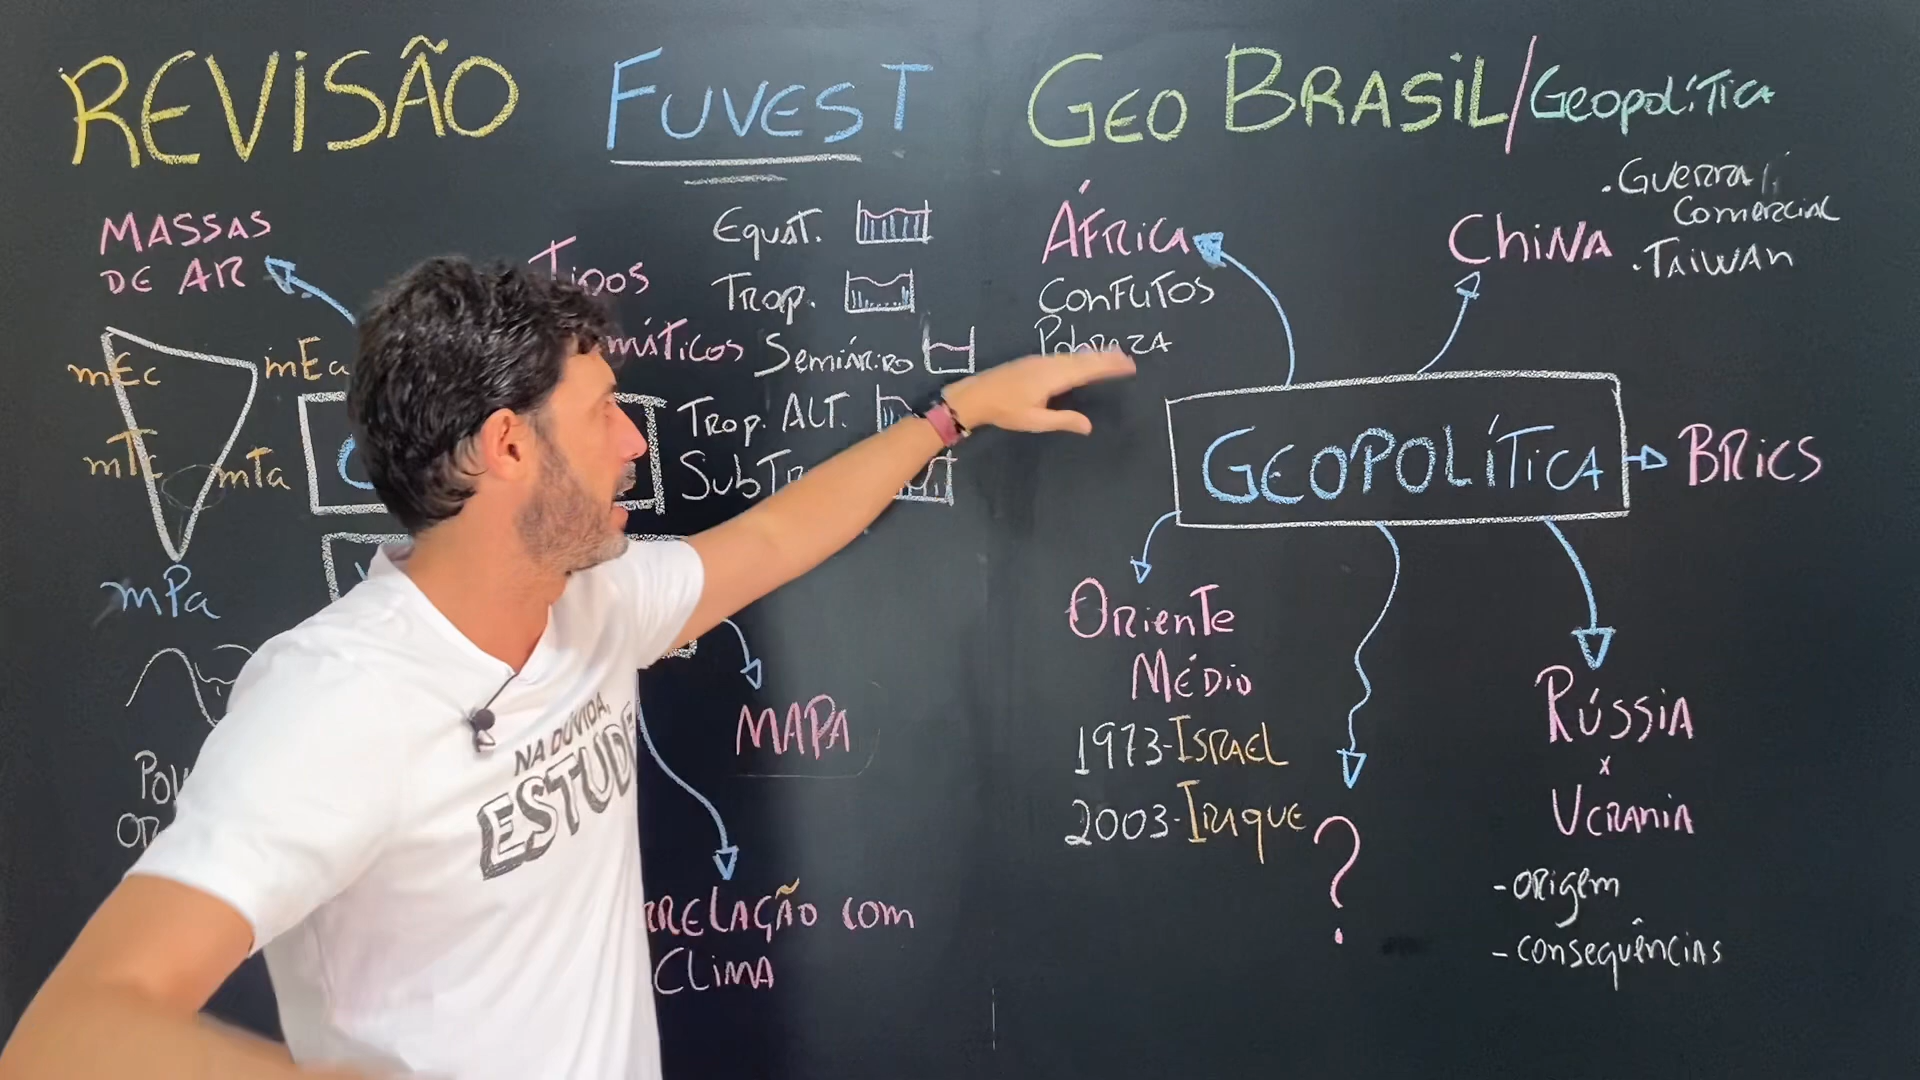 REVISÃO FUVEST GEO BRASIL/Geopolítica
MASSAS
DE AR
mEc
mEa
mTa
mPa
Tipos
Equat.
Trop.
Semiárido
Trop. ALT.
MAPA
CLIMA
ÁFRICA
CONFLITOS
Pobreza
CHINA
. Guerra
Comercial
. TAIWAN
GEOPOLÍTICA
BRICS
ORIENTE
MÉDIO
1973-ISRAEL
2003-IRAQUE
?
RÚSSIA
x
UCRANIA
- origem
- consequências
NA DÚVIDA,